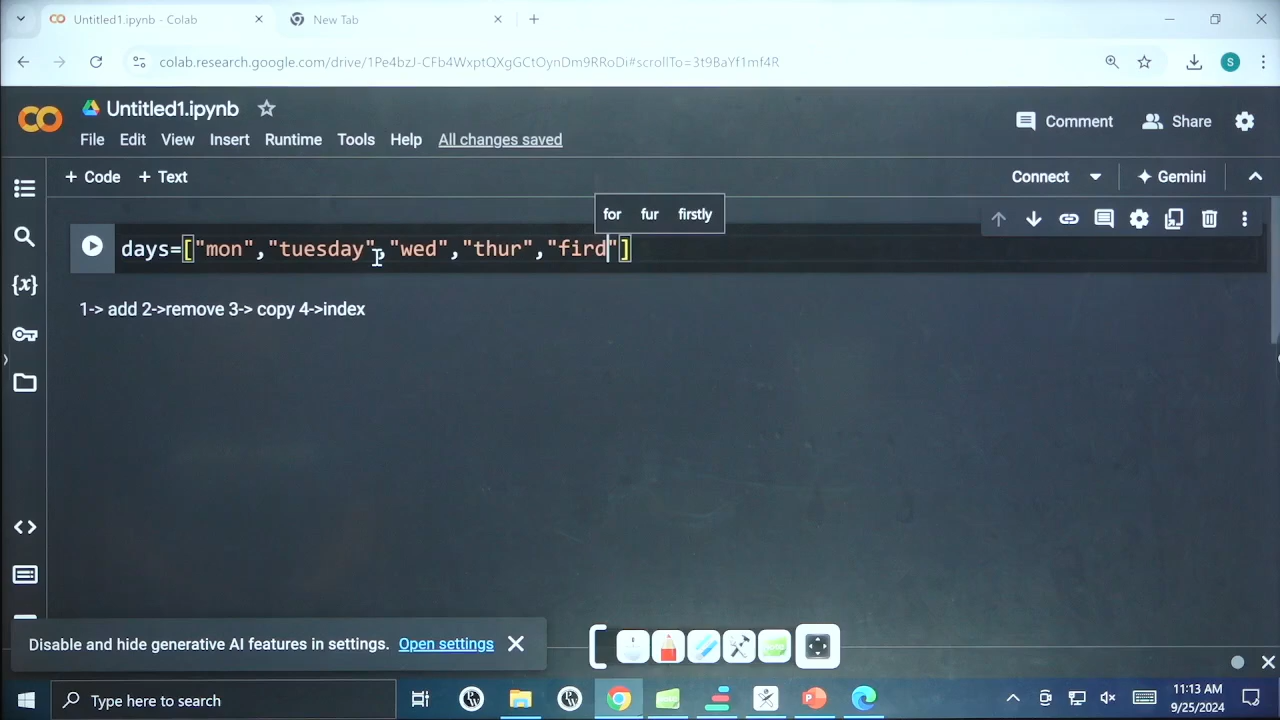 Untitled1.ipynb - Colab
New Tab
colab.research.google.com/drive/1Pe4bzJ-CFb4WxptQXgGCtOynDm9RRoDi#scrollTo=3t9BaYf1mf4R
S
Untitled1.ipynb
Comment
Share
File Edit View Insert Runtime Tools Help All changes saved
+ Code + Text
Connect
Gemini
for fur firstly
days=["mon","tuesday","wed","thur","fird"]
1-> add 2->remove 3-> copy 4->index
{x}
Disable and hide generative AI features in settings. Open settings
Type here to search
11:13 AM
9/25/2024